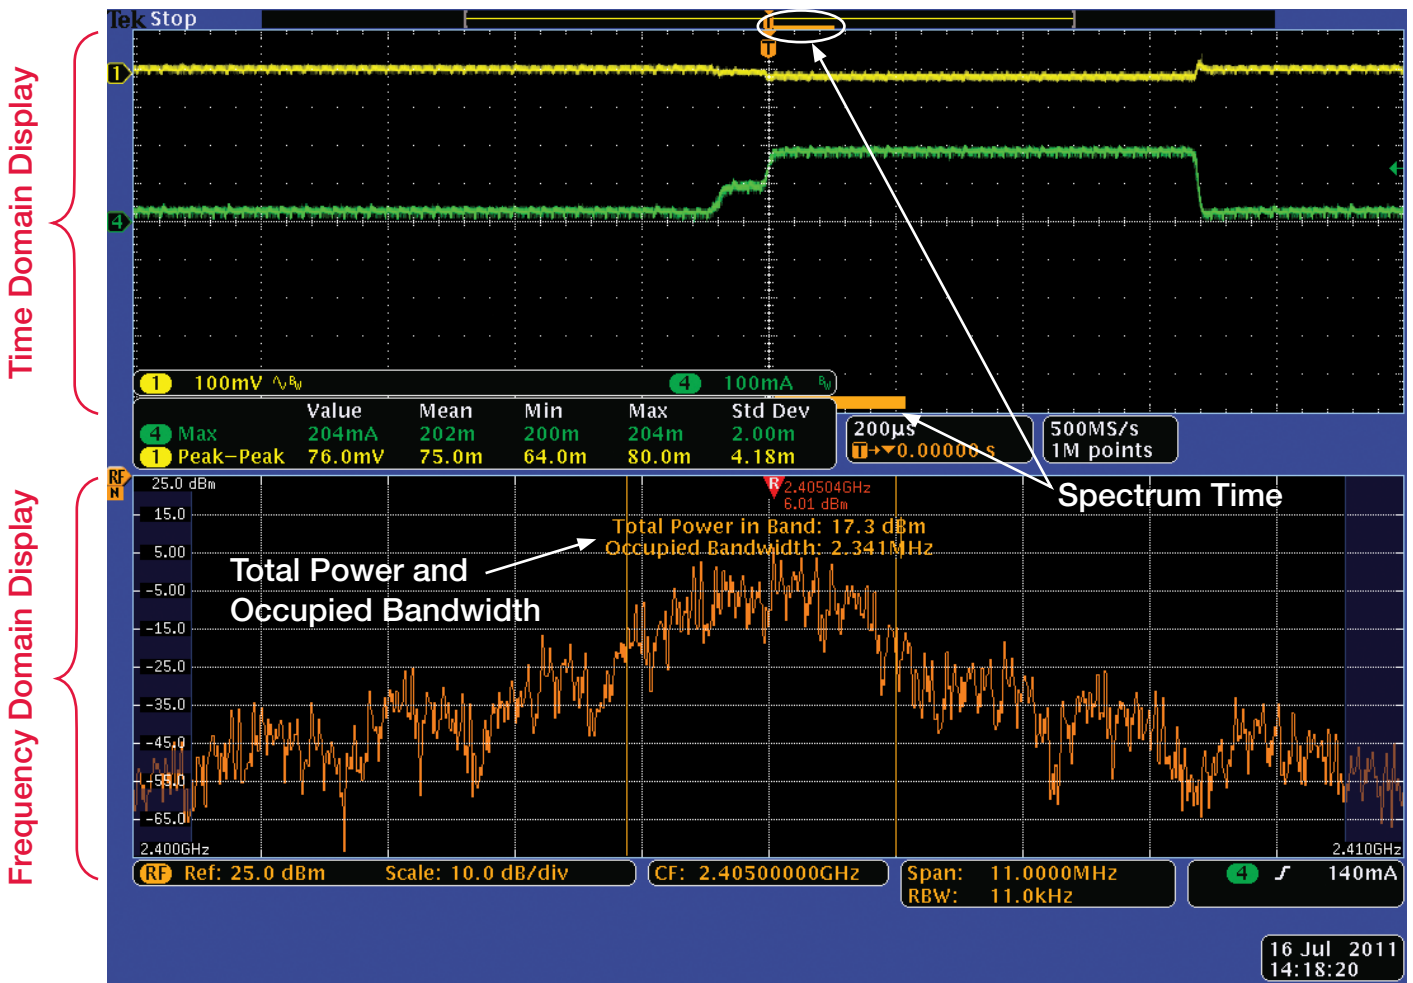 Tek Stop
T
T
1
4
Time Domain Display
1 100mV BW 4 100mA BW
Value Mean Min Max Std Dev
4 Max 204mA 202m 200m 204m 2.00m
1 Peak-Peak 76.0mV 75.0m 64.0m 80.0m 4.18m
200µs
T→▼0.00000 s
500MS/s
1M points
Spectrum Time
RF
N
25.0 dBm
15.0
5.00
-5.00
-15.0
-25.0
-35.0
-45.0
-55.0
-65.0
2.400GHz
2.410GHz
R 2.40504GHz
6.01 dBm
Total Power in Band: 17.3 dBm
Occupied Bandwidth: 2.341MHz
Total Power and
Occupied Bandwidth
Frequency Domain Display
RF Ref: 25.0 dBm Scale: 10.0 dB/div
CF: 2.40500000GHz
Span: 11.0000MHz
RBW: 11.0kHz
4 140mA
16 Jul 2011
14:18:20